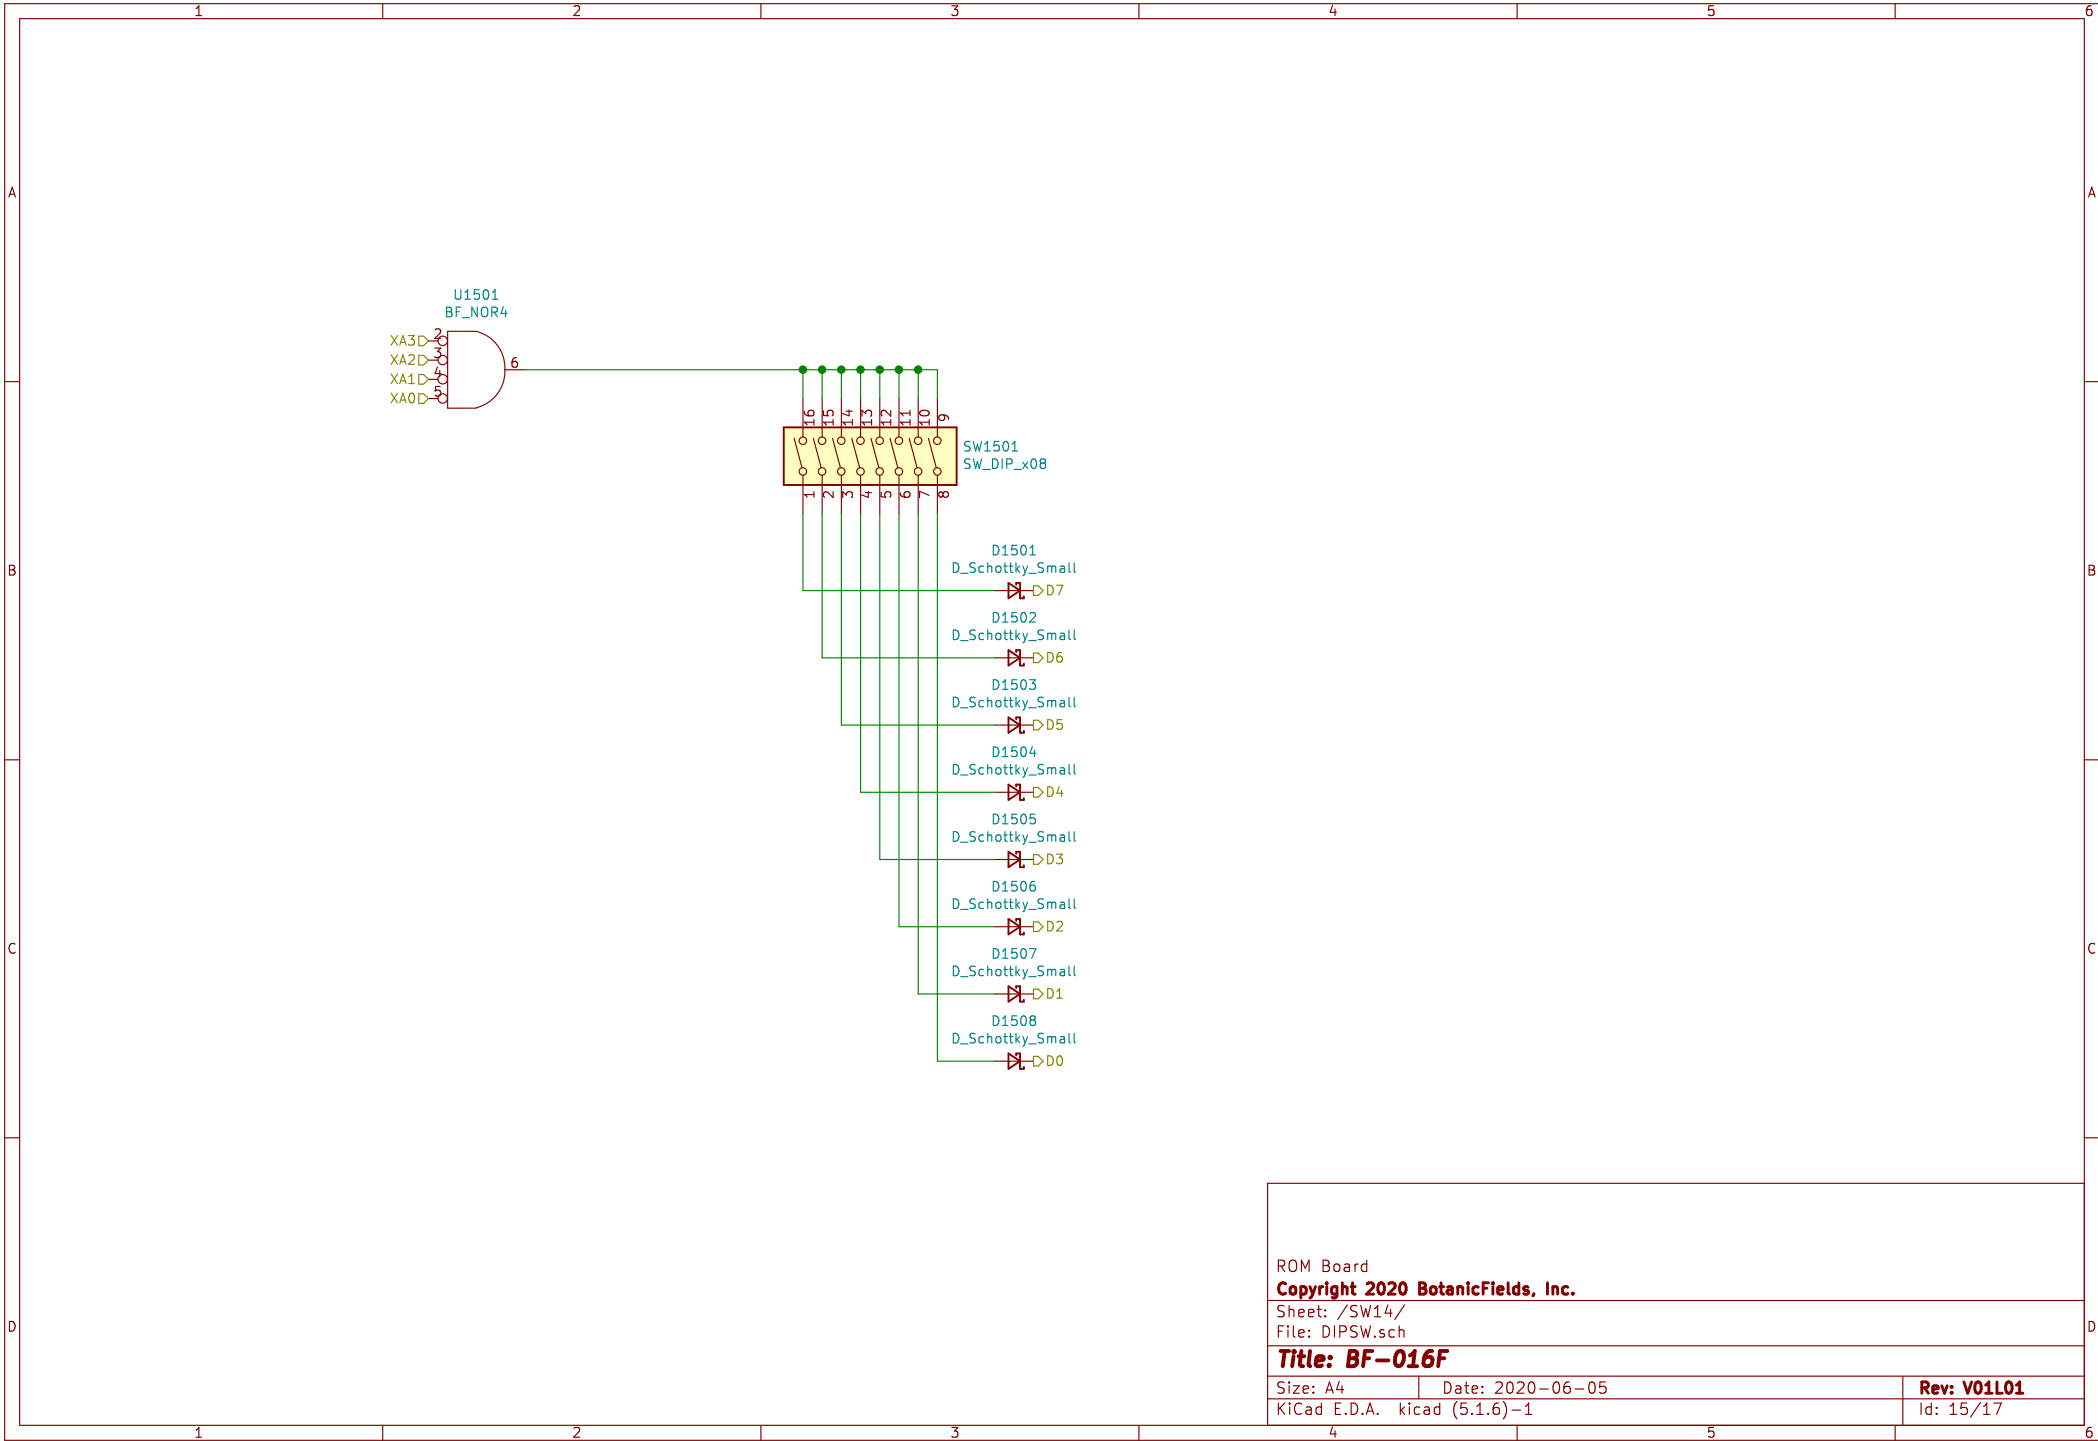 1 2 3 4 5 6
A A
U1501
BF_NOR4
XA3 2
XA2 3
XA1 4
XA0 5
6
16 15 14 13 12 11 10 9
SW1501
SW_DIP_x08
1 2 3 4 5 6 7 8
D1501
B D_Schottky_Small B
D7
D1502
D_Schottky_Small
D6
D1503
D_Schottky_Small
D5
D1504
D_Schottky_Small
D4
D1505
D_Schottky_Small
D3
D1506
D_Schottky_Small
D2
C D1507 C
D_Schottky_Small
D1
D1508
D_Schottky_Small
D0
ROM Board
Copyright 2020 BotanicFields, Inc.
Sheet: /SW14/
D D
File: DIPSW.sch
Title: BF-016F
Size: A4 Date: 2020-06-05 Rev: V01L01
KiCad E.D.A. kicad (5.1.6)-1 Id: 15/17
1 2 3 4 5 6